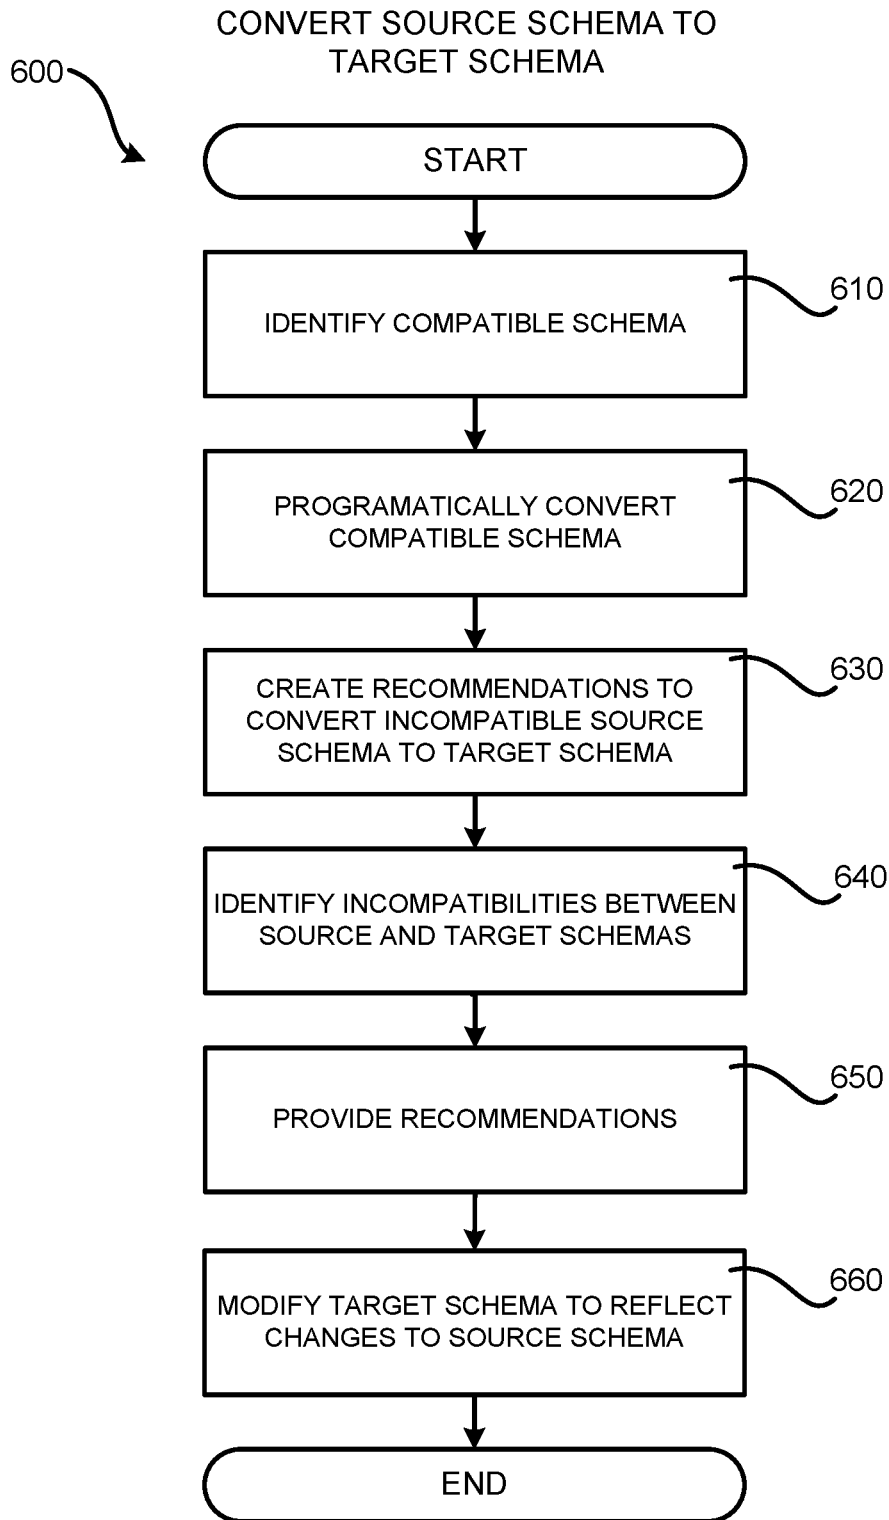 CONVERT SOURCE SCHEMA TO
TARGET SCHEMA
600
START
IDENTIFY COMPATIBLE SCHEMA
610
PROGRAMATICALLY CONVERT
COMPATIBLE SCHEMA
620
CREATE RECOMMENDATIONS TO
CONVERT INCOMPATIBLE SOURCE
SCHEMA TO TARGET SCHEMA
630
IDENTIFY INCOMPATIBILITIES BETWEEN
SOURCE AND TARGET SCHEMAS
640
PROVIDE RECOMMENDATIONS
650
MODIFY TARGET SCHEMA TO REFLECT
CHANGES TO SOURCE SCHEMA
660
END